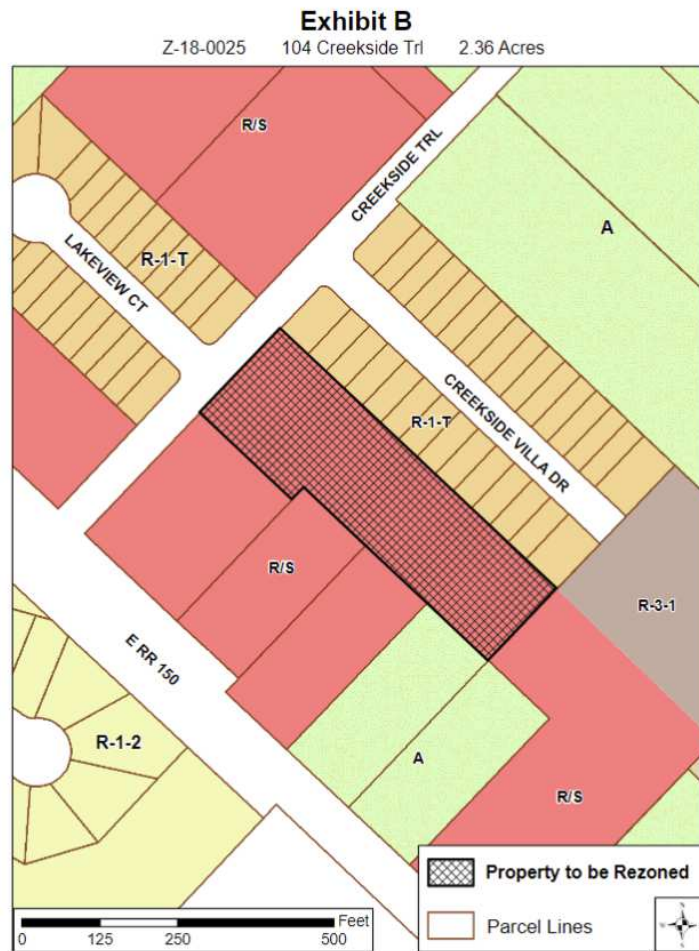 Exhibit B
Z-18-0025 104 Creekside Trl 2.36 Acres
R/S
CREEKSIDE TRL
A
R-1-T
LAKEVIEW CT
CREEKSIDE VILLA DR
R-1-T
R/S
R-3-1
E RR 150
R-1-2
A
R/S
Property to be Rezoned
Parcel Lines
Feet
0 125 250 500